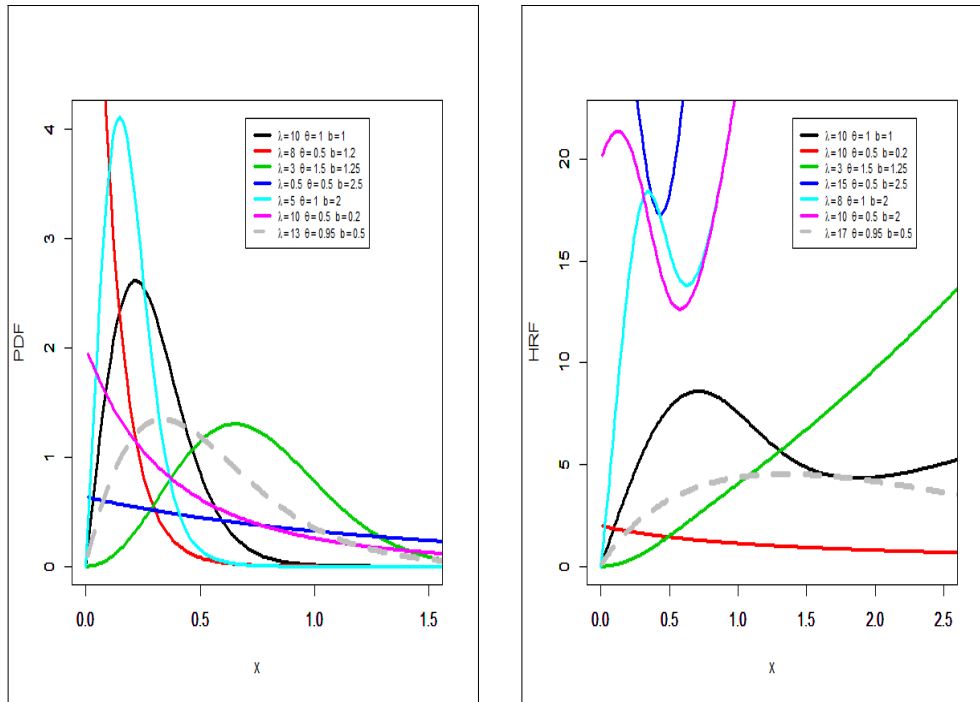 PDF
4
3
2
1
0
0.0 0.5 1.0 1.5
X
λ=10 θ=1 b=1
λ=8 θ=0.5 b=1.2
λ=3 θ=1.5 b=1.25
λ=0.5 θ=0.5 b=2.5
λ=5 θ=1 b=2
λ=10 θ=0.5 b=0.2
λ=13 θ=0.95 b=0.5
HRF
20
15
10
5
0
0.0 0.5 1.0 1.5 2.0 2.5
X
λ=10 θ=1 b=1
λ=10 θ=0.5 b=0.2
λ=3 θ=1.5 b=1.25
λ=15 θ=0.5 b=2.5
λ=8 θ=1 b=2
λ=10 θ=0.5 b=2
λ=17 θ=0.95 b=0.5